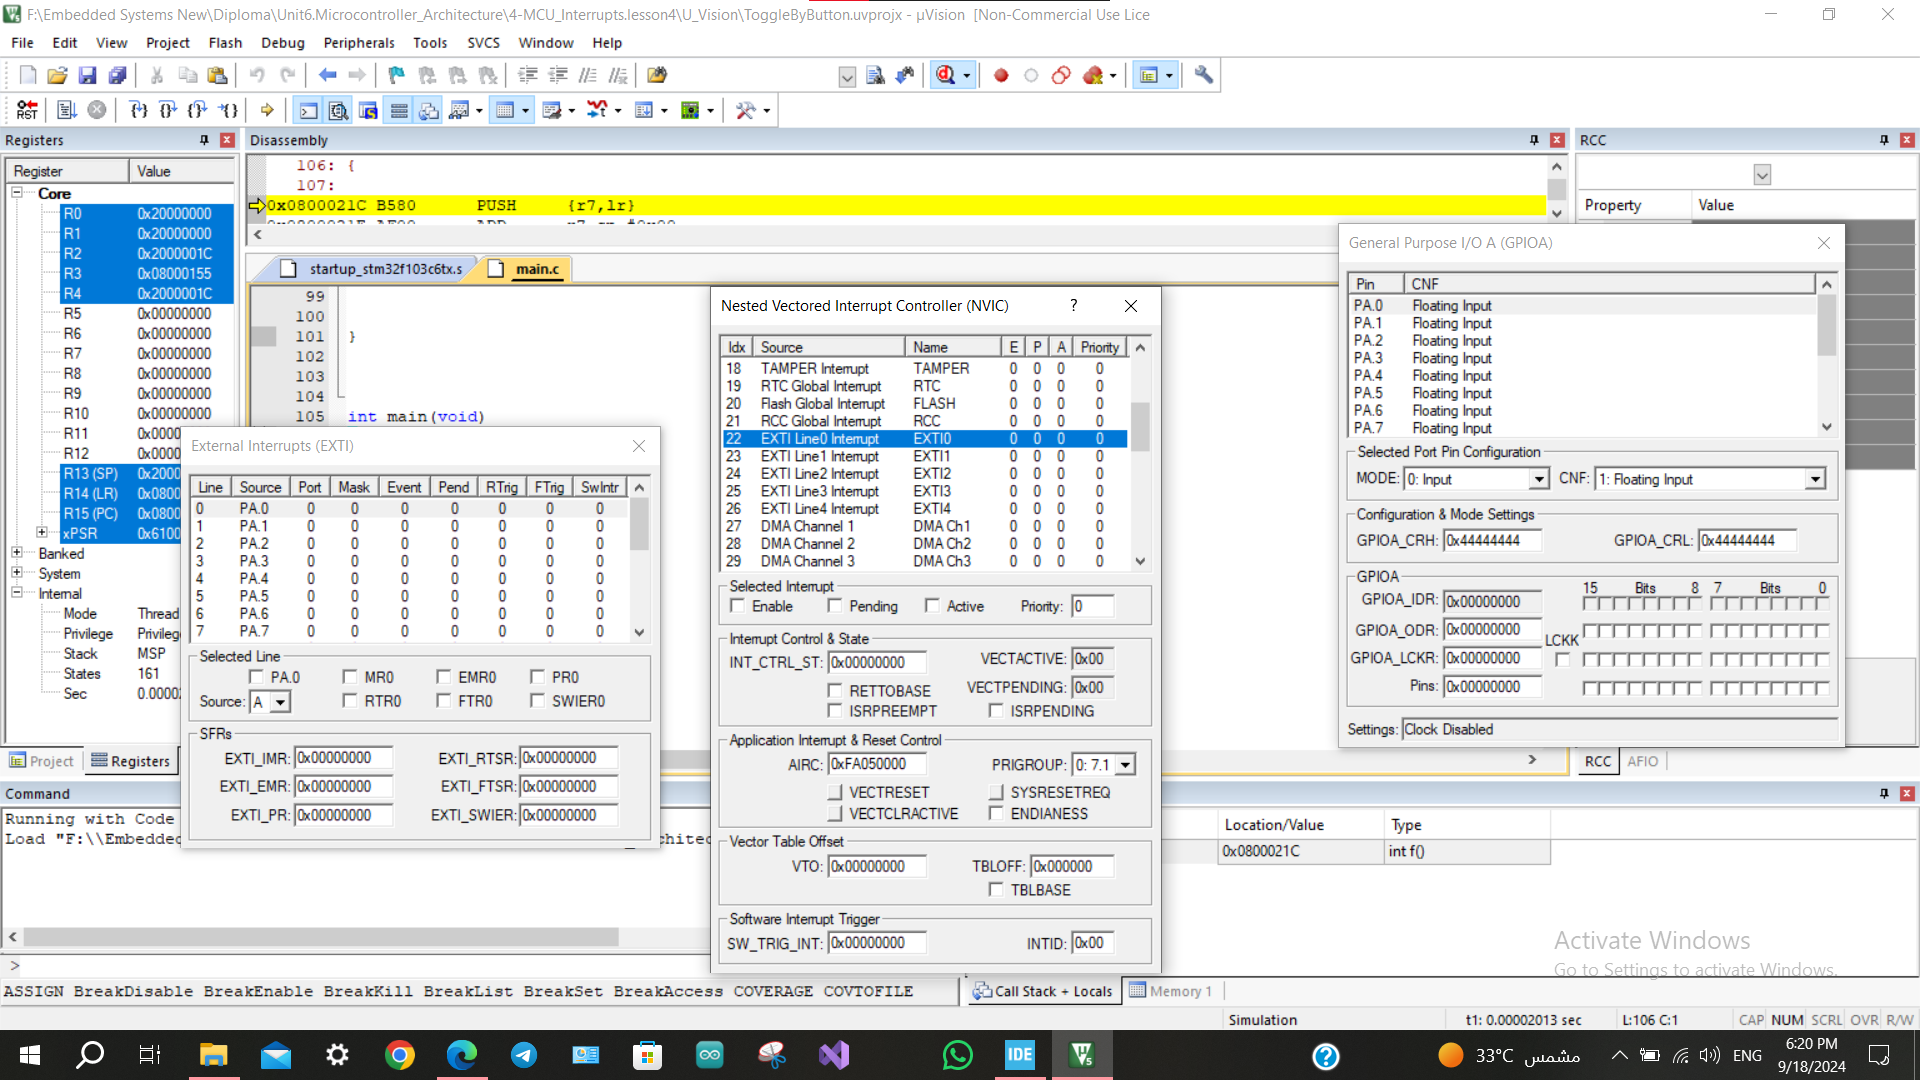 F:\Embedded Systems New\Diploma\Unit6.Microcontroller_Architecture\4-MCU_Interrupts.lesson4\U_Vision\ToggleByButton.uvprojx - µVision  [Non-Commercial Use Lice
File Edit View Project Flash Debug Peripherals Tools SVCS Window Help
RST
Registers
Register Value
Core
R0 0x20000000
R1 0x20000000
R2 0x2000001C
R3 0x08000155
R4 0x2000001C
R5 0x00000000
R6 0x00000000
R7 0x00000000
R8 0x00000000
R9 0x00000000
R10 0x00000000
R11 0x0000
R12 0x0000
R13 (SP) 0x2000
R14 (LR) 0x0800
R15 (PC) 0x0800
xPSR 0x6100
Banked
System
Internal
Mode Thread
Privilege Privileg
Stack MSP
States 161
Sec 0.0000
Project Registers
Disassembly
106: {
107:
0x0800021C B580 PUSH {r7,lr}
startup_stm32f103c6tx.s main.c
99
100
101 }
102
103
104
105 int main(void)
External Interrupts (EXTI)
Line Source Port Mask Event Pend RTrig FTrig SwIntr
0 PA.0 0 0 0 0 0 0 0
1 PA.1 0 0 0 0 0 0 0
2 PA.2 0 0 0 0 0 0 0
3 PA.3 0 0 0 0 0 0 0
4 PA.4 0 0 0 0 0 0 0
5 PA.5 0 0 0 0 0 0 0
6 PA.6 0 0 0 0 0 0 0
7 PA.7 0 0 0 0 0 0 0
Selected Line
PA.0 MR0 EMR0 PR0
Source: A RTR0 FTR0 SWIER0
SFRs
EXTI_IMR: 0x00000000 EXTI_RTSR: 0x00000000
EXTI_EMR: 0x00000000 EXTI_FTSR: 0x00000000
EXTI_PR: 0x00000000 EXTI_SWIER: 0x00000000
Nested Vectored Interrupt Controller (NVIC) ?
Idx Source Name E P A Priority
18 TAMPER Interrupt TAMPER 0 0 0 0
19 RTC Global Interrupt RTC 0 0 0 0
20 Flash Global Interrupt FLASH 0 0 0 0
21 RCC Global Interrupt RCC 0 0 0 0
22 EXTI Line0 Interrupt EXTI0 0 0 0 0
23 EXTI Line1 Interrupt EXTI1 0 0 0 0
24 EXTI Line2 Interrupt EXTI2 0 0 0 0
25 EXTI Line3 Interrupt EXTI3 0 0 0 0
26 EXTI Line4 Interrupt EXTI4 0 0 0 0
27 DMA Channel 1 DMA Ch1 0 0 0 0
28 DMA Channel 2 DMA Ch2 0 0 0 0
29 DMA Channel 3 DMA Ch3 0 0 0 0
Selected Interrupt
Enable Pending Active Priority: 0
Interrupt Control & State
INT_CTRL_ST: 0x00000000 VECTACTIVE: 0x00
RETTOBASE VECTPENDING: 0x00
ISRPREEMPT ISRPENDING
Application Interrupt & Reset Control
AIRC: 0xFA050000 PRIGROUP: 0: 7.1
VECTRESET SYSRESETREQ
VECTCLRACTIVE ENDIANESS
Vector Table Offset
VTO: 0x00000000 TBLOFF: 0x000000
TBLBASE
Software Interrupt Trigger
SW_TRIG_INT: 0x00000000 INTID: 0x00
RCC
Property Value
General Purpose I/O A (GPIOA)
Pin CNF
PA.0 Floating Input
PA.1 Floating Input
PA.2 Floating Input
PA.3 Floating Input
PA.4 Floating Input
PA.5 Floating Input
PA.6 Floating Input
PA.7 Floating Input
Selected Port Pin Configuration
MODE: 0: Input CNF: 1: Floating Input
Configuration & Mode Settings
GPIOA_CRH: 0x44444444 GPIOA_CRL: 0x44444444
GPIOA
15 Bits 8 7 Bits 0
GPIOA_IDR: 0x00000000
GPIOA_ODR: 0x00000000
LCKK
GPIOA_LCKR: 0x00000000
Pins: 0x00000000
Settings: Clock Disabled
RCC AFIO
Command
Running with Code
Load "F:\\Embedded
chitec
>
ASSIGN BreakDisable BreakEnable BreakKill BreakList BreakSet BreakAccess COVERAGE COVTOFILE
Location/Value Type
0x0800021C int f()
Call Stack + Locals Memory 1
Activate Windows
Go to Settings to activate Windows.
Simulation t1: 0.00002013 sec L:106 C:1 CAP NUM SCRL OVR R/W
IDE
33°C مشمس
ENG
6:20 PM
9/18/2024